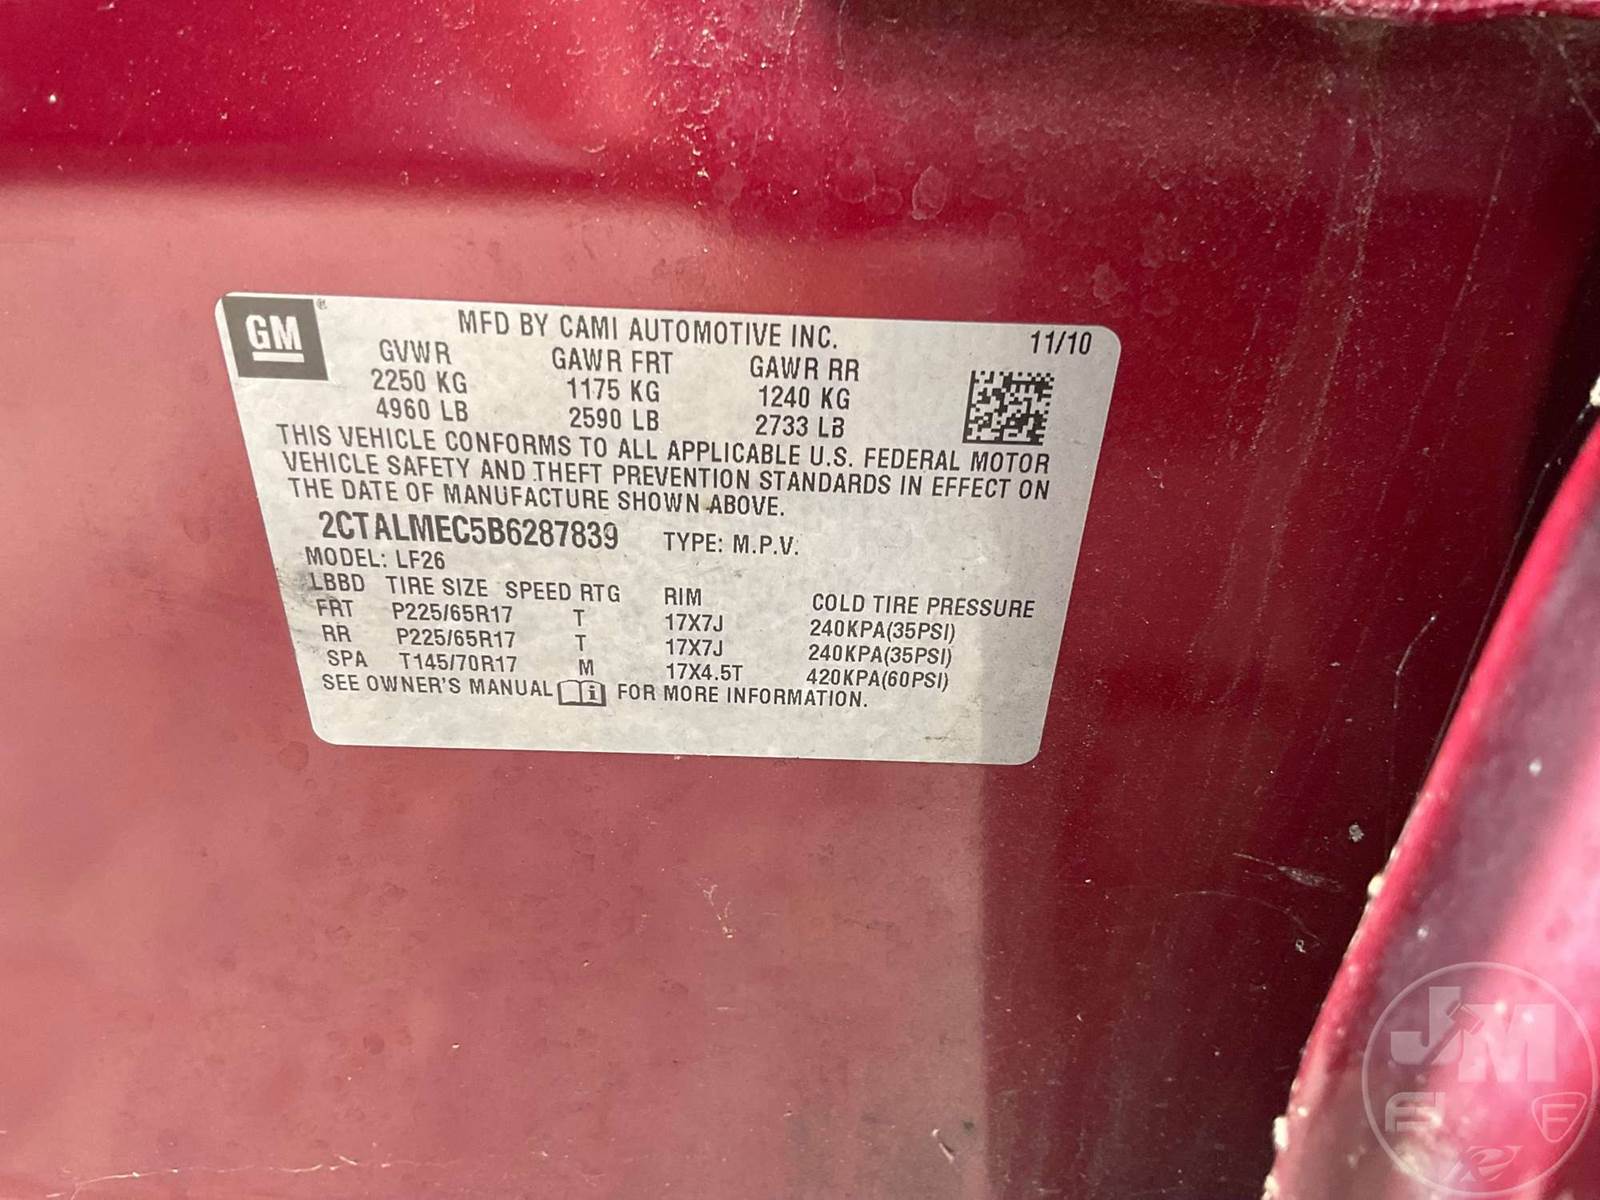 GM
MFD BY CAMI AUTOMOTIVE INC. 11/10
GVWR GAWR FRT GAWR RR
2250 KG 1175 KG 1240 KG
4960 LB 2590 LB 2733 LB
THIS VEHICLE CONFORMS TO ALL APPLICABLE U.S. FEDERAL MOTOR
VEHICLE SAFETY AND THEFT PREVENTION STANDARDS IN EFFECT ON
THE DATE OF MANUFACTURE SHOWN ABOVE.
2CTALMEC5B6287839 TYPE: M.P.V.
MODEL: LF26
LBBD TIRE SIZE SPEED RTG RIM COLD TIRE PRESSURE
FRT P225/65R17 T 17X7J 240KPA(35PSI)
RR P225/65R17 T 17X7J 240KPA(35PSI)
SPA T145/70R17 M 17X4.5T 420KPA(60PSI)
SEE OWNER'S MANUAL FOR MORE INFORMATION.
JM